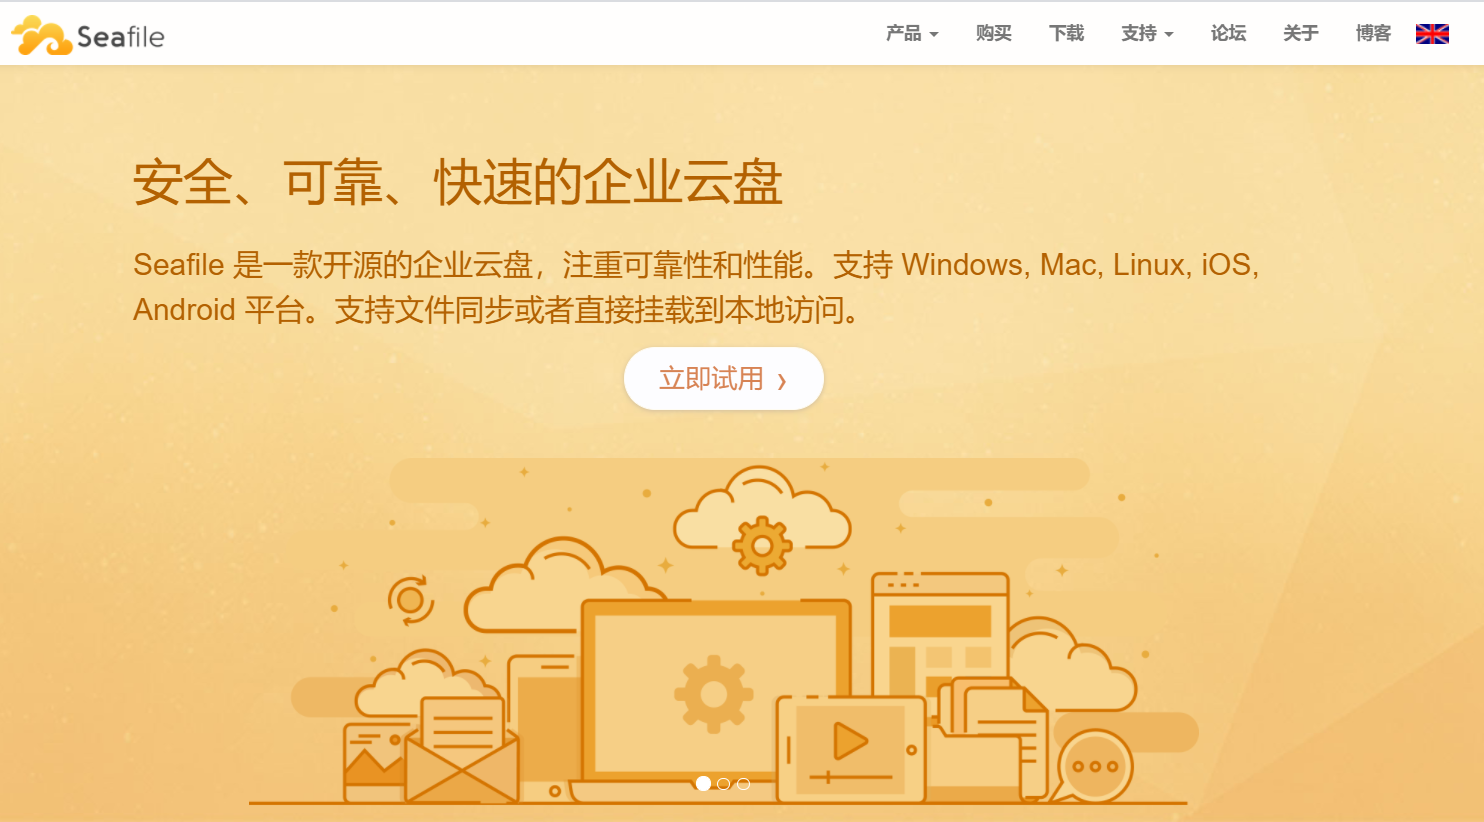 Seafile
产品 购买 下载 支持 论坛 关于 博客
安全、可靠、快速的企业云盘
Seafile 是一款开源的企业云盘，注重可靠性和性能。支持 Windows, Mac, Linux, iOS,
Android 平台。支持文件同步或者直接挂载到本地访问。
立即试用 ›